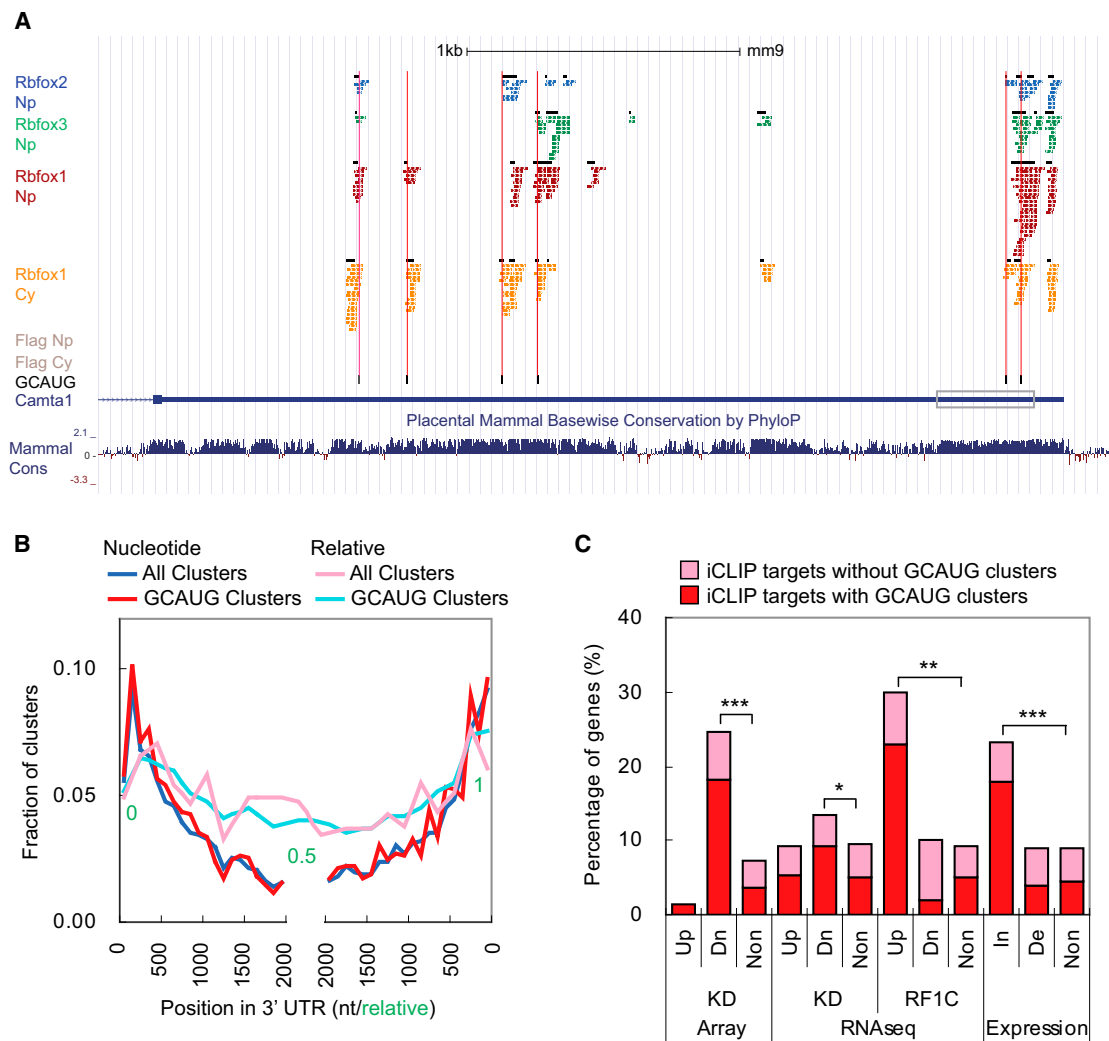 A
1kb
mm9
Rbfox2
Np
Rbfox3
Np
Rbfox1
Np
Rbfox1
Cy
Flag Np
Flag Cy
GCAUG
Camta1
Placental Mammal Basewise Conservation by PhyloP
2.1 _
Mammal
Cons
0 -
-3.3 _
B
Nucleotide
Relative
All Clusters
All Clusters
GCAUG Clusters
GCAUG Clusters
Fraction of clusters
0.10
0.05
0.00
0
0.5
1
0
500
1000
1500
2000
2000
1500
1000
500
0
Position in 3' UTR (nt/relative)
C
iCLIP targets without GCAUG clusters
iCLIP targets with GCAUG clusters
Percentage of genes (%)
40
30
20
10
0
***
*
**
***
Up
Dn
Non
Up
Dn
Non
Up
Dn
Non
In
De
Non
KD
KD
RF1C
Array
RNAseq
Expression